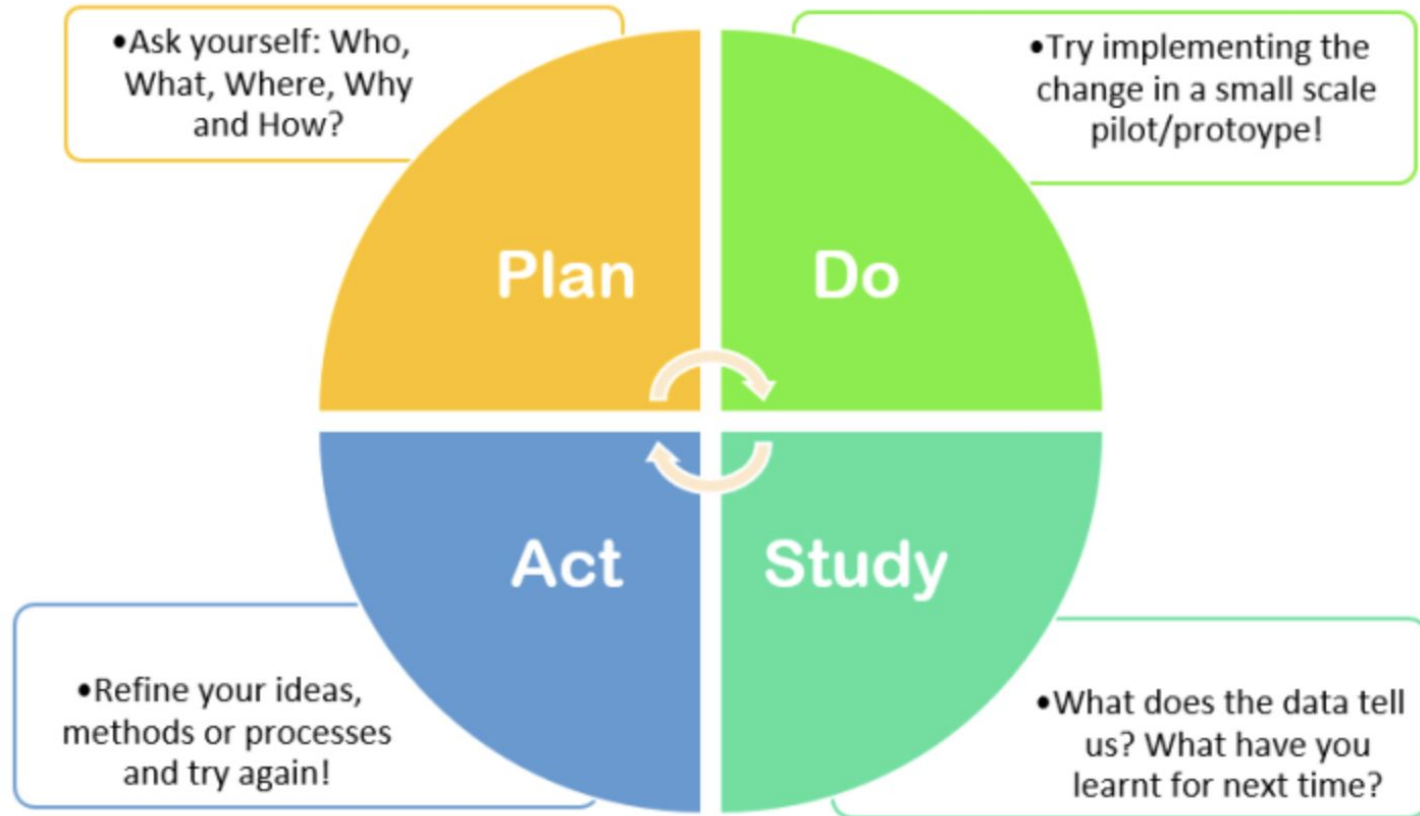 •Ask yourself: Who,
What, Where, Why
and How?
•Try implementing the
change in a small scale
pilot/protoype!
Plan
Do
Act
Study
•Refine your ideas,
methods or processes
and try again!
•What does the data tell
us? What have you
learnt for next time?